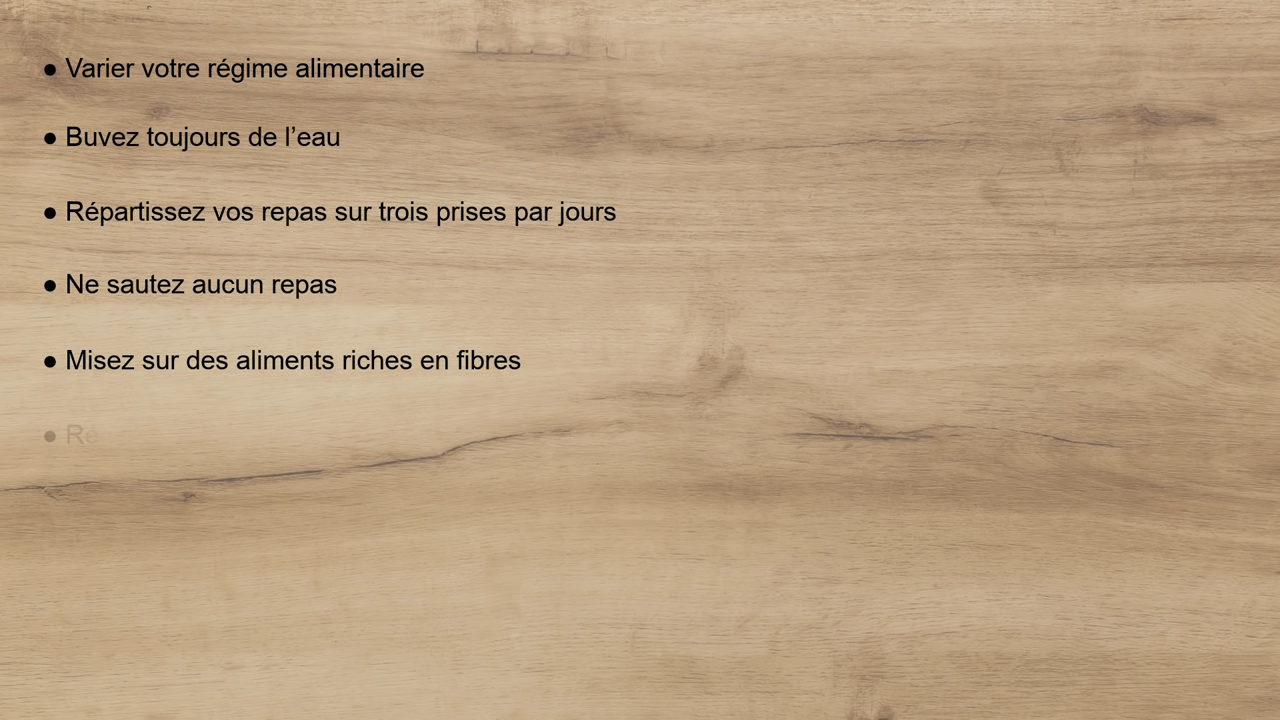 ● Varier votre régime alimentaire
● Buvez toujours de l’eau
● Répartissez vos repas sur trois prises par jours
● Ne sautez aucun repas
● Misez sur des aliments riches en fibres
● Ré